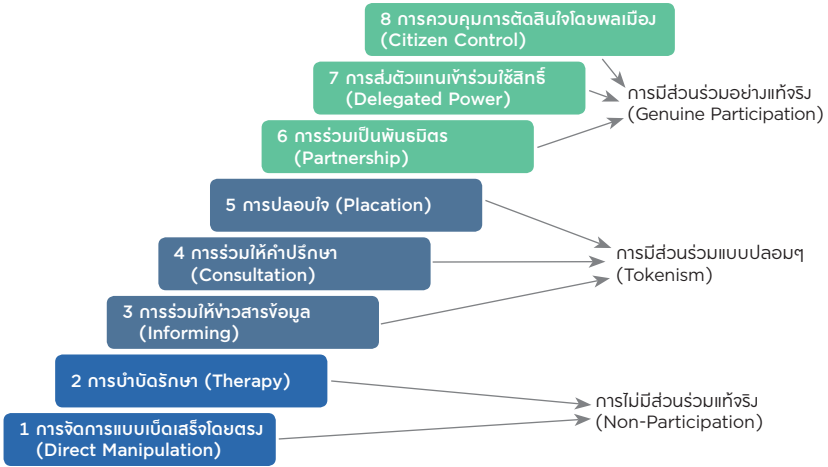 8 การควบคุมการตัดสินใจโดยพลเมือง
(Citizen Control)
7 การส่งตัวแทนเข้าร่วมใช้สิทธิ์
(Delegated Power)
การมีส่วนร่วมอย่างแท้จริง
(Genuine Participation)
6 การร่วมเป็นพันธมิตร
(Partnership)
5 การปลอบใจ (Placation)
4 การร่วมให้คำปรึกษา
(Consultation)
การมีส่วนร่วมแบบปลอมๆ
(Tokenism)
3 การร่วมให้ข่าวสารข้อมูล
(Informing)
2 การบำบัดรักษา (Therapy)
การไม่มีส่วนร่วมแท้จริง
(Non-Participation)
1 การจัดการแบบเบ็ดเสร็จโดยตรง
(Direct Manipulation)